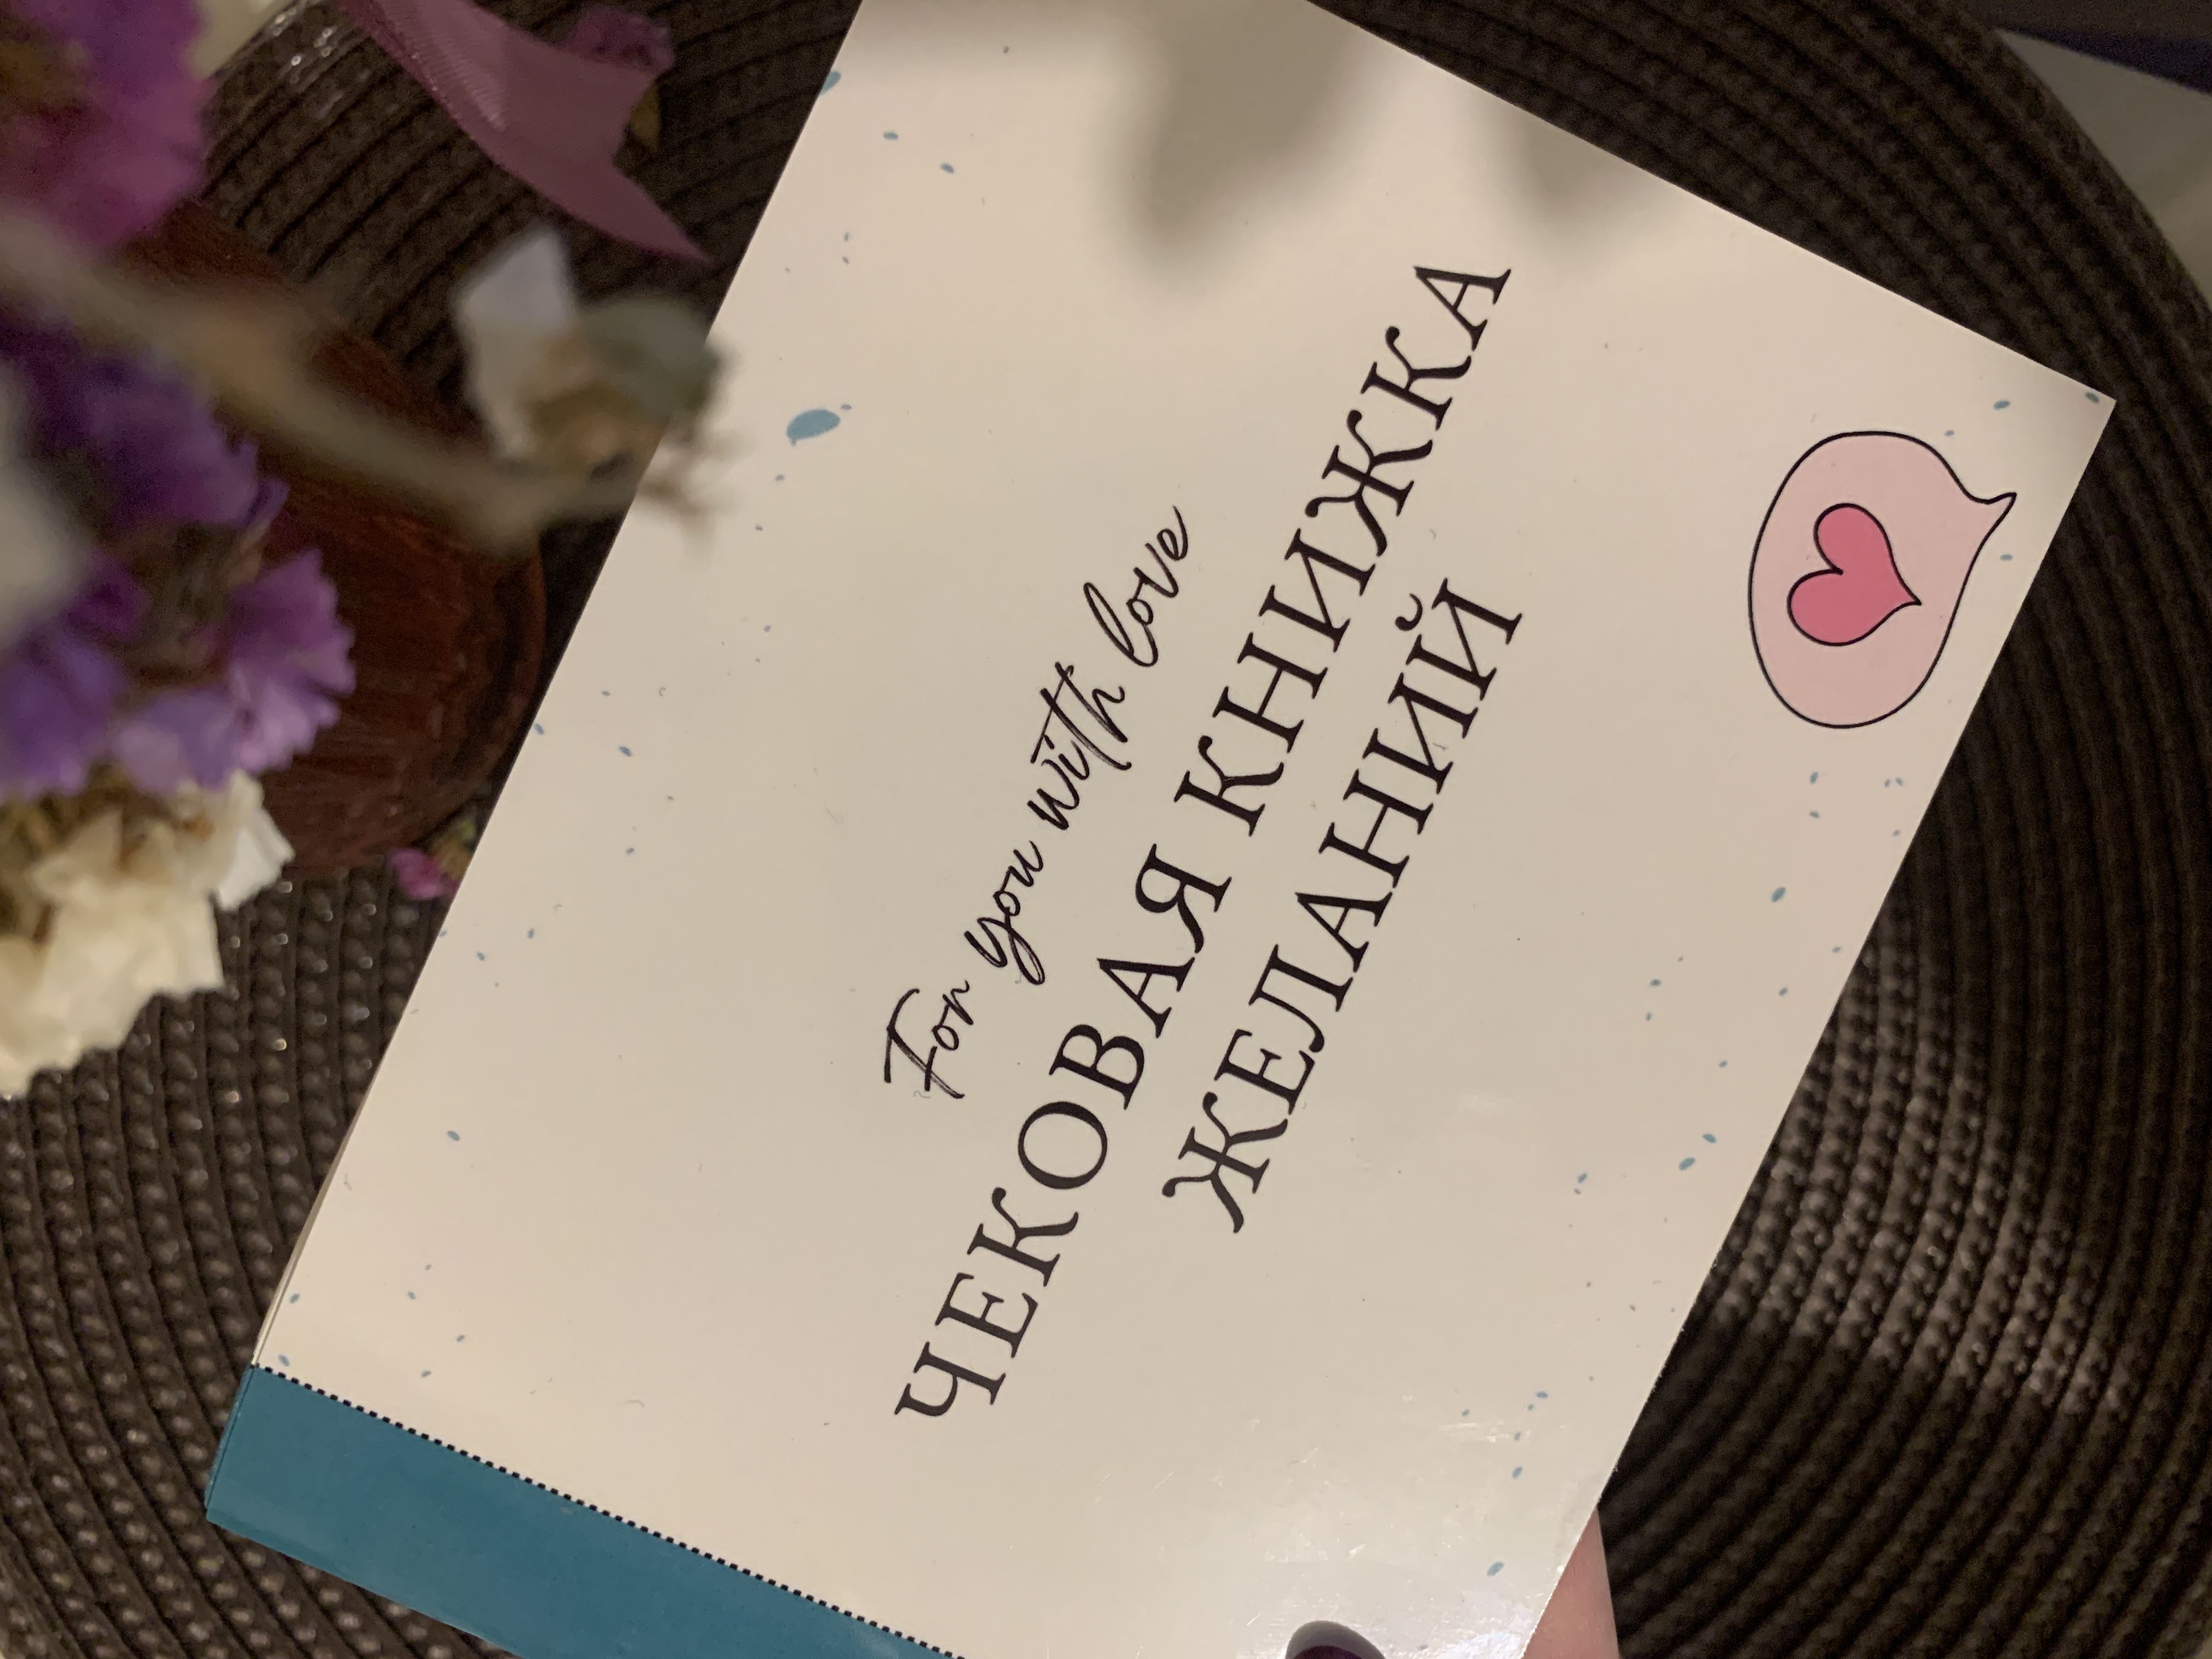 For you with love
ЧЕКОВАЯ КНИЖКА
ЖЕЛАНИЙ